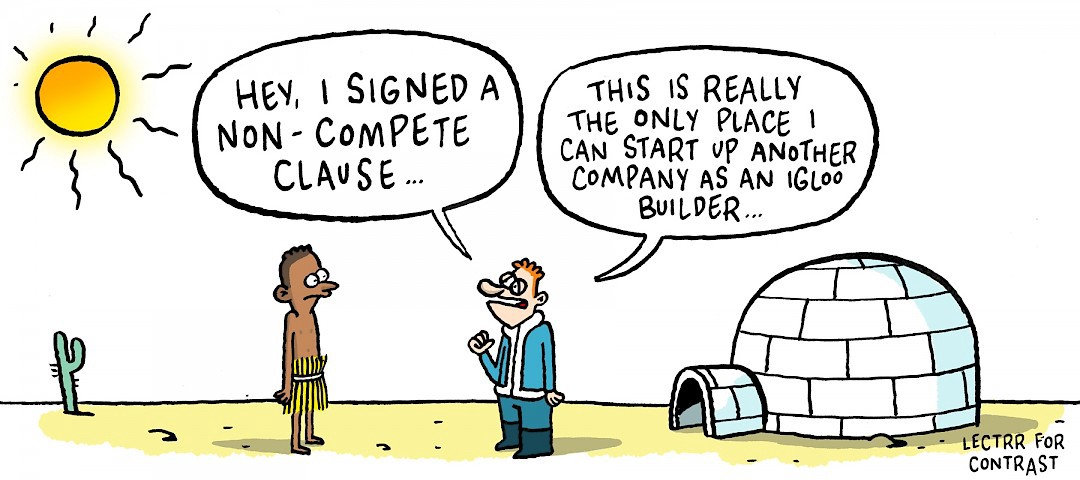 HEY, I SIGNED A
NON-COMPETE
CLAUSE...
THIS IS REALLY
THE ONLY PLACE I
CAN START UP ANOTHER
COMPANY AS AN IGLOO
BUILDER...
LECTRR FOR
CONTRAST